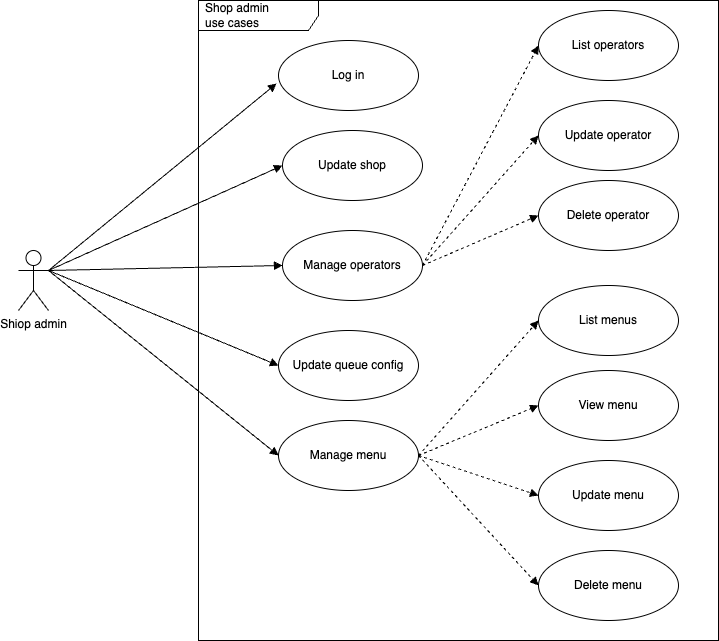 Shop admin
use cases
Log in
Update shop
Manage operators
Update queue config
Manage menu
List operators
Update operator
Delete operator
List menus
View menu
Update menu
Delete menu
Shiop admin